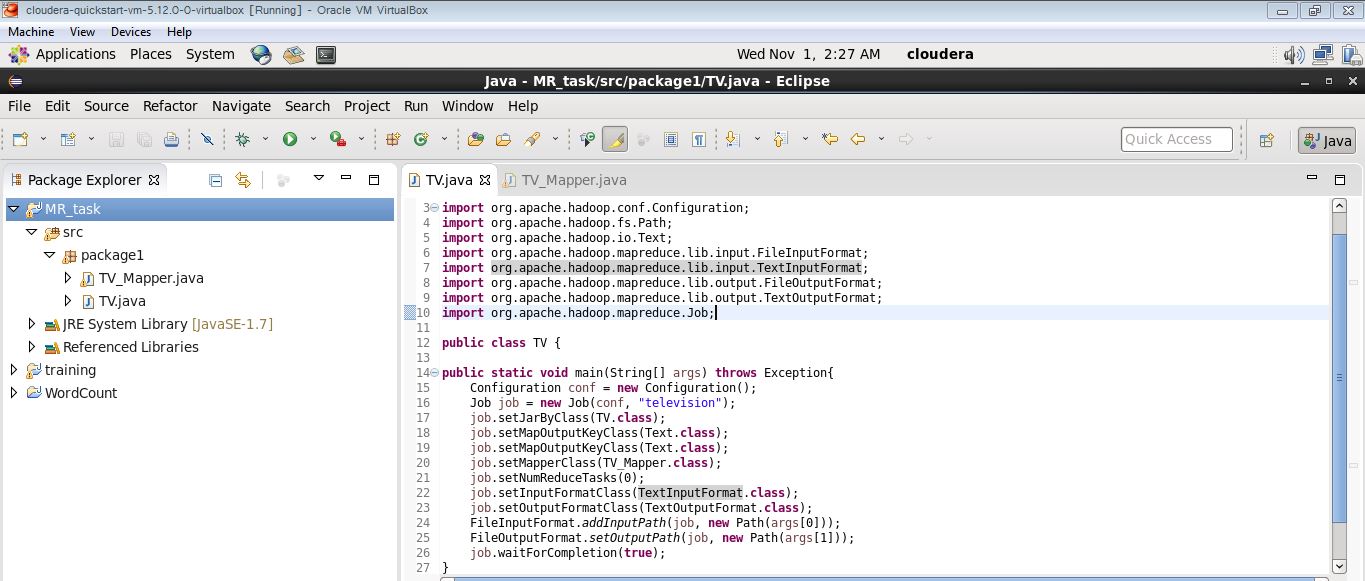 cloudera-quickstart-vm-5.12.0-0-virtualbox [Running] - Oracle VM VirtualBox
Machine View Devices Help
Applications Places System Wed Nov 1, 2:27 AM cloudera
Java - MR_task/src/package1/TV.java - Eclipse
File Edit Source Refactor Navigate Search Project Run Window Help
Quick Access Java
Package Explorer
MR_task
src
package1
TV_Mapper.java
TV.java
JRE System Library [JavaSE-1.7]
Referenced Libraries
training
WordCount
TV.java TV_Mapper.java
3 import org.apache.hadoop.conf.Configuration;
4 import org.apache.hadoop.fs.Path;
5 import org.apache.hadoop.io.Text;
6 import org.apache.hadoop.mapreduce.lib.input.FileInputFormat;
7 import org.apache.hadoop.mapreduce.lib.input.TextInputFormat;
8 import org.apache.hadoop.mapreduce.lib.output.FileOutputFormat;
9 import org.apache.hadoop.mapreduce.lib.output.TextOutputFormat;
10 import org.apache.hadoop.mapreduce.Job;
11
12 public class TV {
13
14 public static void main(String[] args) throws Exception{
15 Configuration conf = new Configuration();
16 Job job = new Job(conf, "television");
17 job.setJarByClass(TV.class);
18 job.setMapOutputKeyClass(Text.class);
19 job.setMapOutputKeyClass(Text.class);
20 job.setMapperClass(TV_Mapper.class);
21 job.setNumReduceTasks(0);
22 job.setInputFormatClass(TextInputFormat.class);
23 job.setOutputFormatClass(TextOutputFormat.class);
24 FileInputFormat.addInputPath(job, new Path(args[0]));
25 FileOutputFormat.setOutputPath(job, new Path(args[1]));
26 job.waitForCompletion(true);
27 }